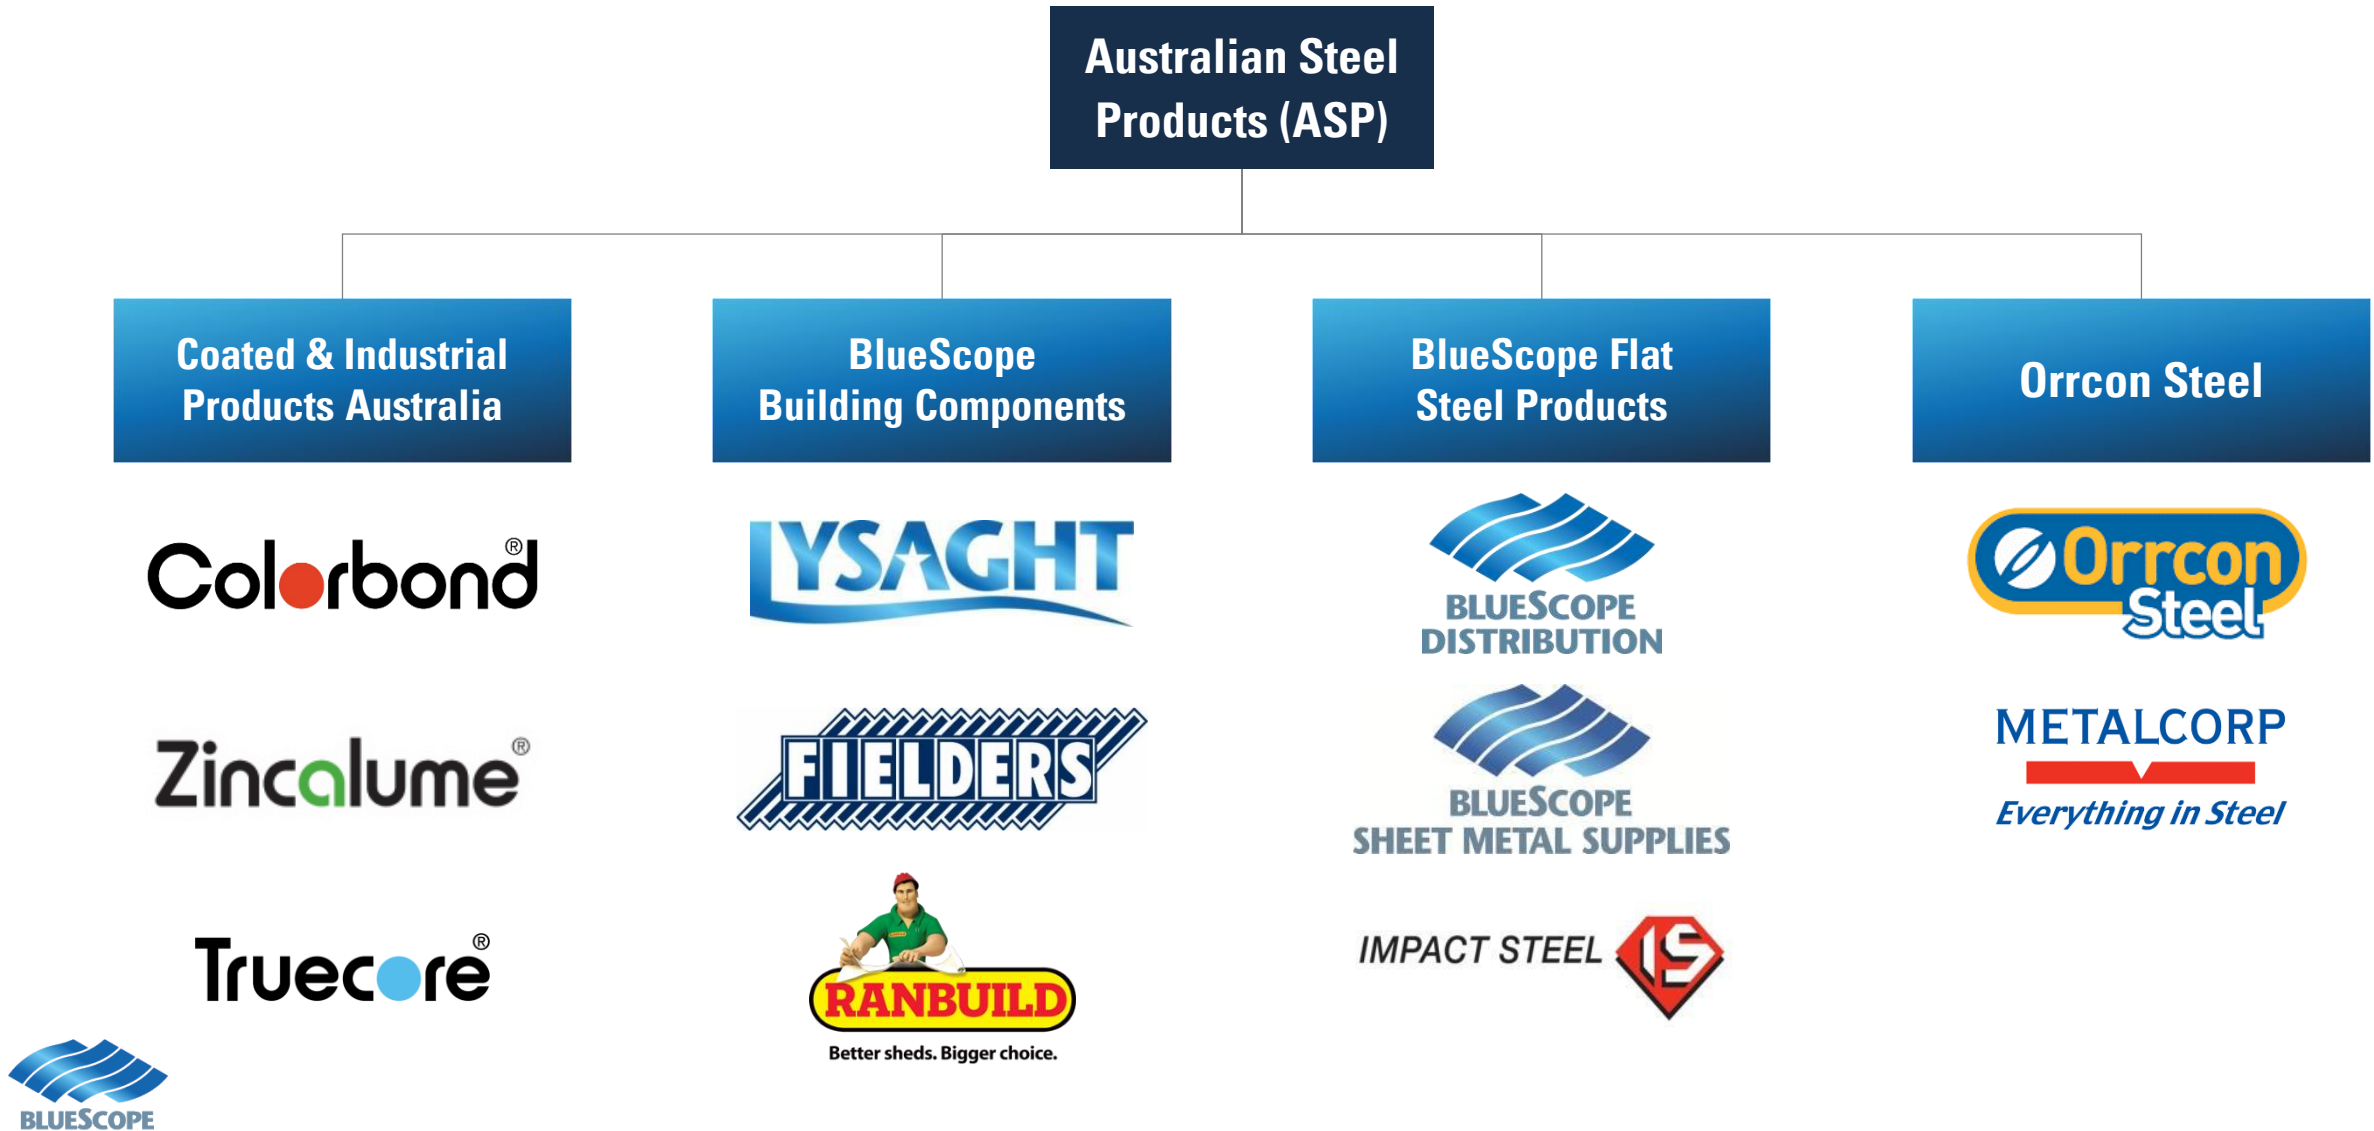 Australian Steel
Products (ASP)
Coated & Industrial
Products Australia
BlueScope
Building Components
BlueScope Flat
Steel Products
Orrcon Steel
Colorbond®
Zincalume®
Truecore®
LYSAGHT
FIELDERS
RANBUILD
Better sheds. Bigger choice.
BLUESCOPE
DISTRIBUTION
BLUESCOPE
SHEET METAL SUPPLIES
IMPACT STEEL IS
Orrcon
Steel
METALCORP
Everything in Steel
BLUESCOPE